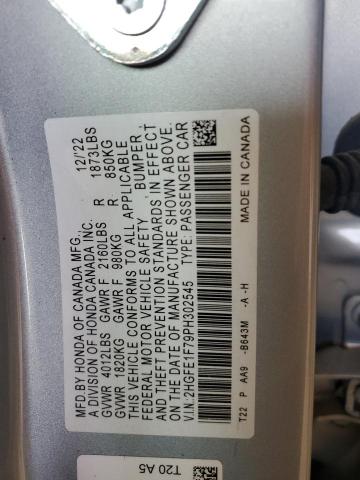 MFD.BY HONDA OF CANADA MFG., 12/'22
A DIVISION OF HONDA CANADA INC.
GVWR 4012LBS GAWR F 2160LBS R 1873LBS
GVWR 1820KG GAWR F 980KG R 850KG
THIS VEHICLE CONFORMS TO ALL APPLICABLE
FEDERAL MOTOR VEHICLE SAFETY BUMPER,
AND THEFT PREVENTION STANDARDS IN EFFECT
ON THE DATE OF MANUFACTURE SHOWN ABOVE.
V.I.N:2HGFE1F79PH302545 TYPE:PASSENGER CAR
T22 P AA9 -B643M -A -H MADE IN CANADA
T20 A5